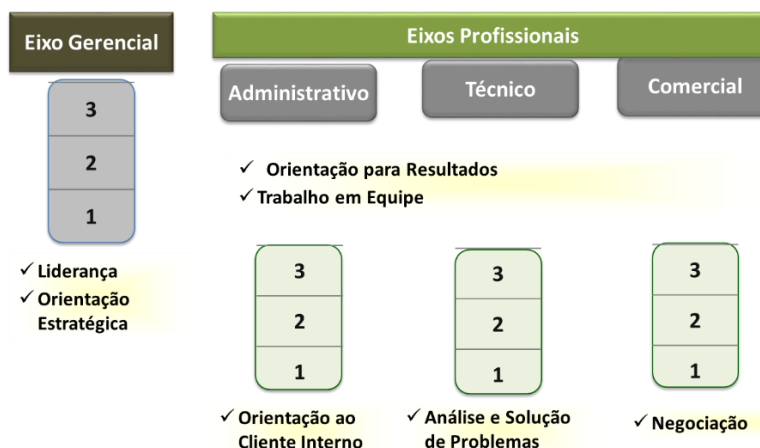 Eixo Gerencial
3
2
1
✓ Liderança
✓ Orientação
Estratégica
Eixos Profissionais
Administrativo
Técnico
Comercial
✓ Orientação para Resultados
✓ Trabalho em Equipe
3
2
1
✓ Orientação ao
Cliente Interno
3
2
1
✓ Análise e Solução
de Problemas
3
2
1
✓ Negociação